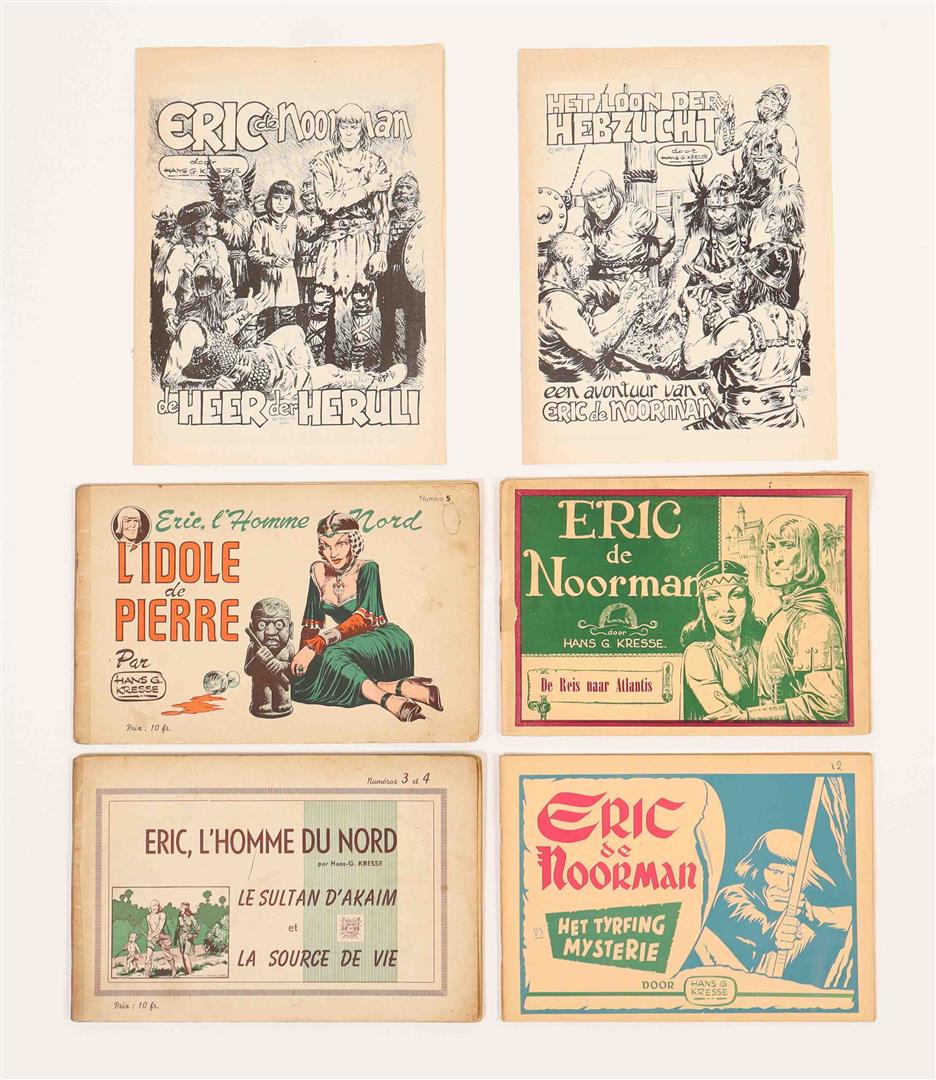 ERIC de Noorman
door
HANS G. KRESSE
de HEER der HERULI
HET LOON DER
HEBZUCHT
door
HANS G. KRESSE
een avontuur van
ERIC de NOORMAN
Numéro 5
Eric, l'Homme Nord
L'IDOLE
de
PIERRE
Par
HANS G.
KRESSE
Prix : 10 fr.
ERIC
de
Noorman
door
HANS G. KRESSE.
De Reis naar Atlantis
Numéros 3 et 4
ERIC, L'HOMME DU NORD
par Hans-G. KRESSE
LE SULTAN D'AKAIM
et
LA SOURCE DE VIE
Prix : 10 fr.
12
ERIC
de
NOORMAN
23
HET TYRFING
MYSTERIE
DOOR HANS G.
KRESSE